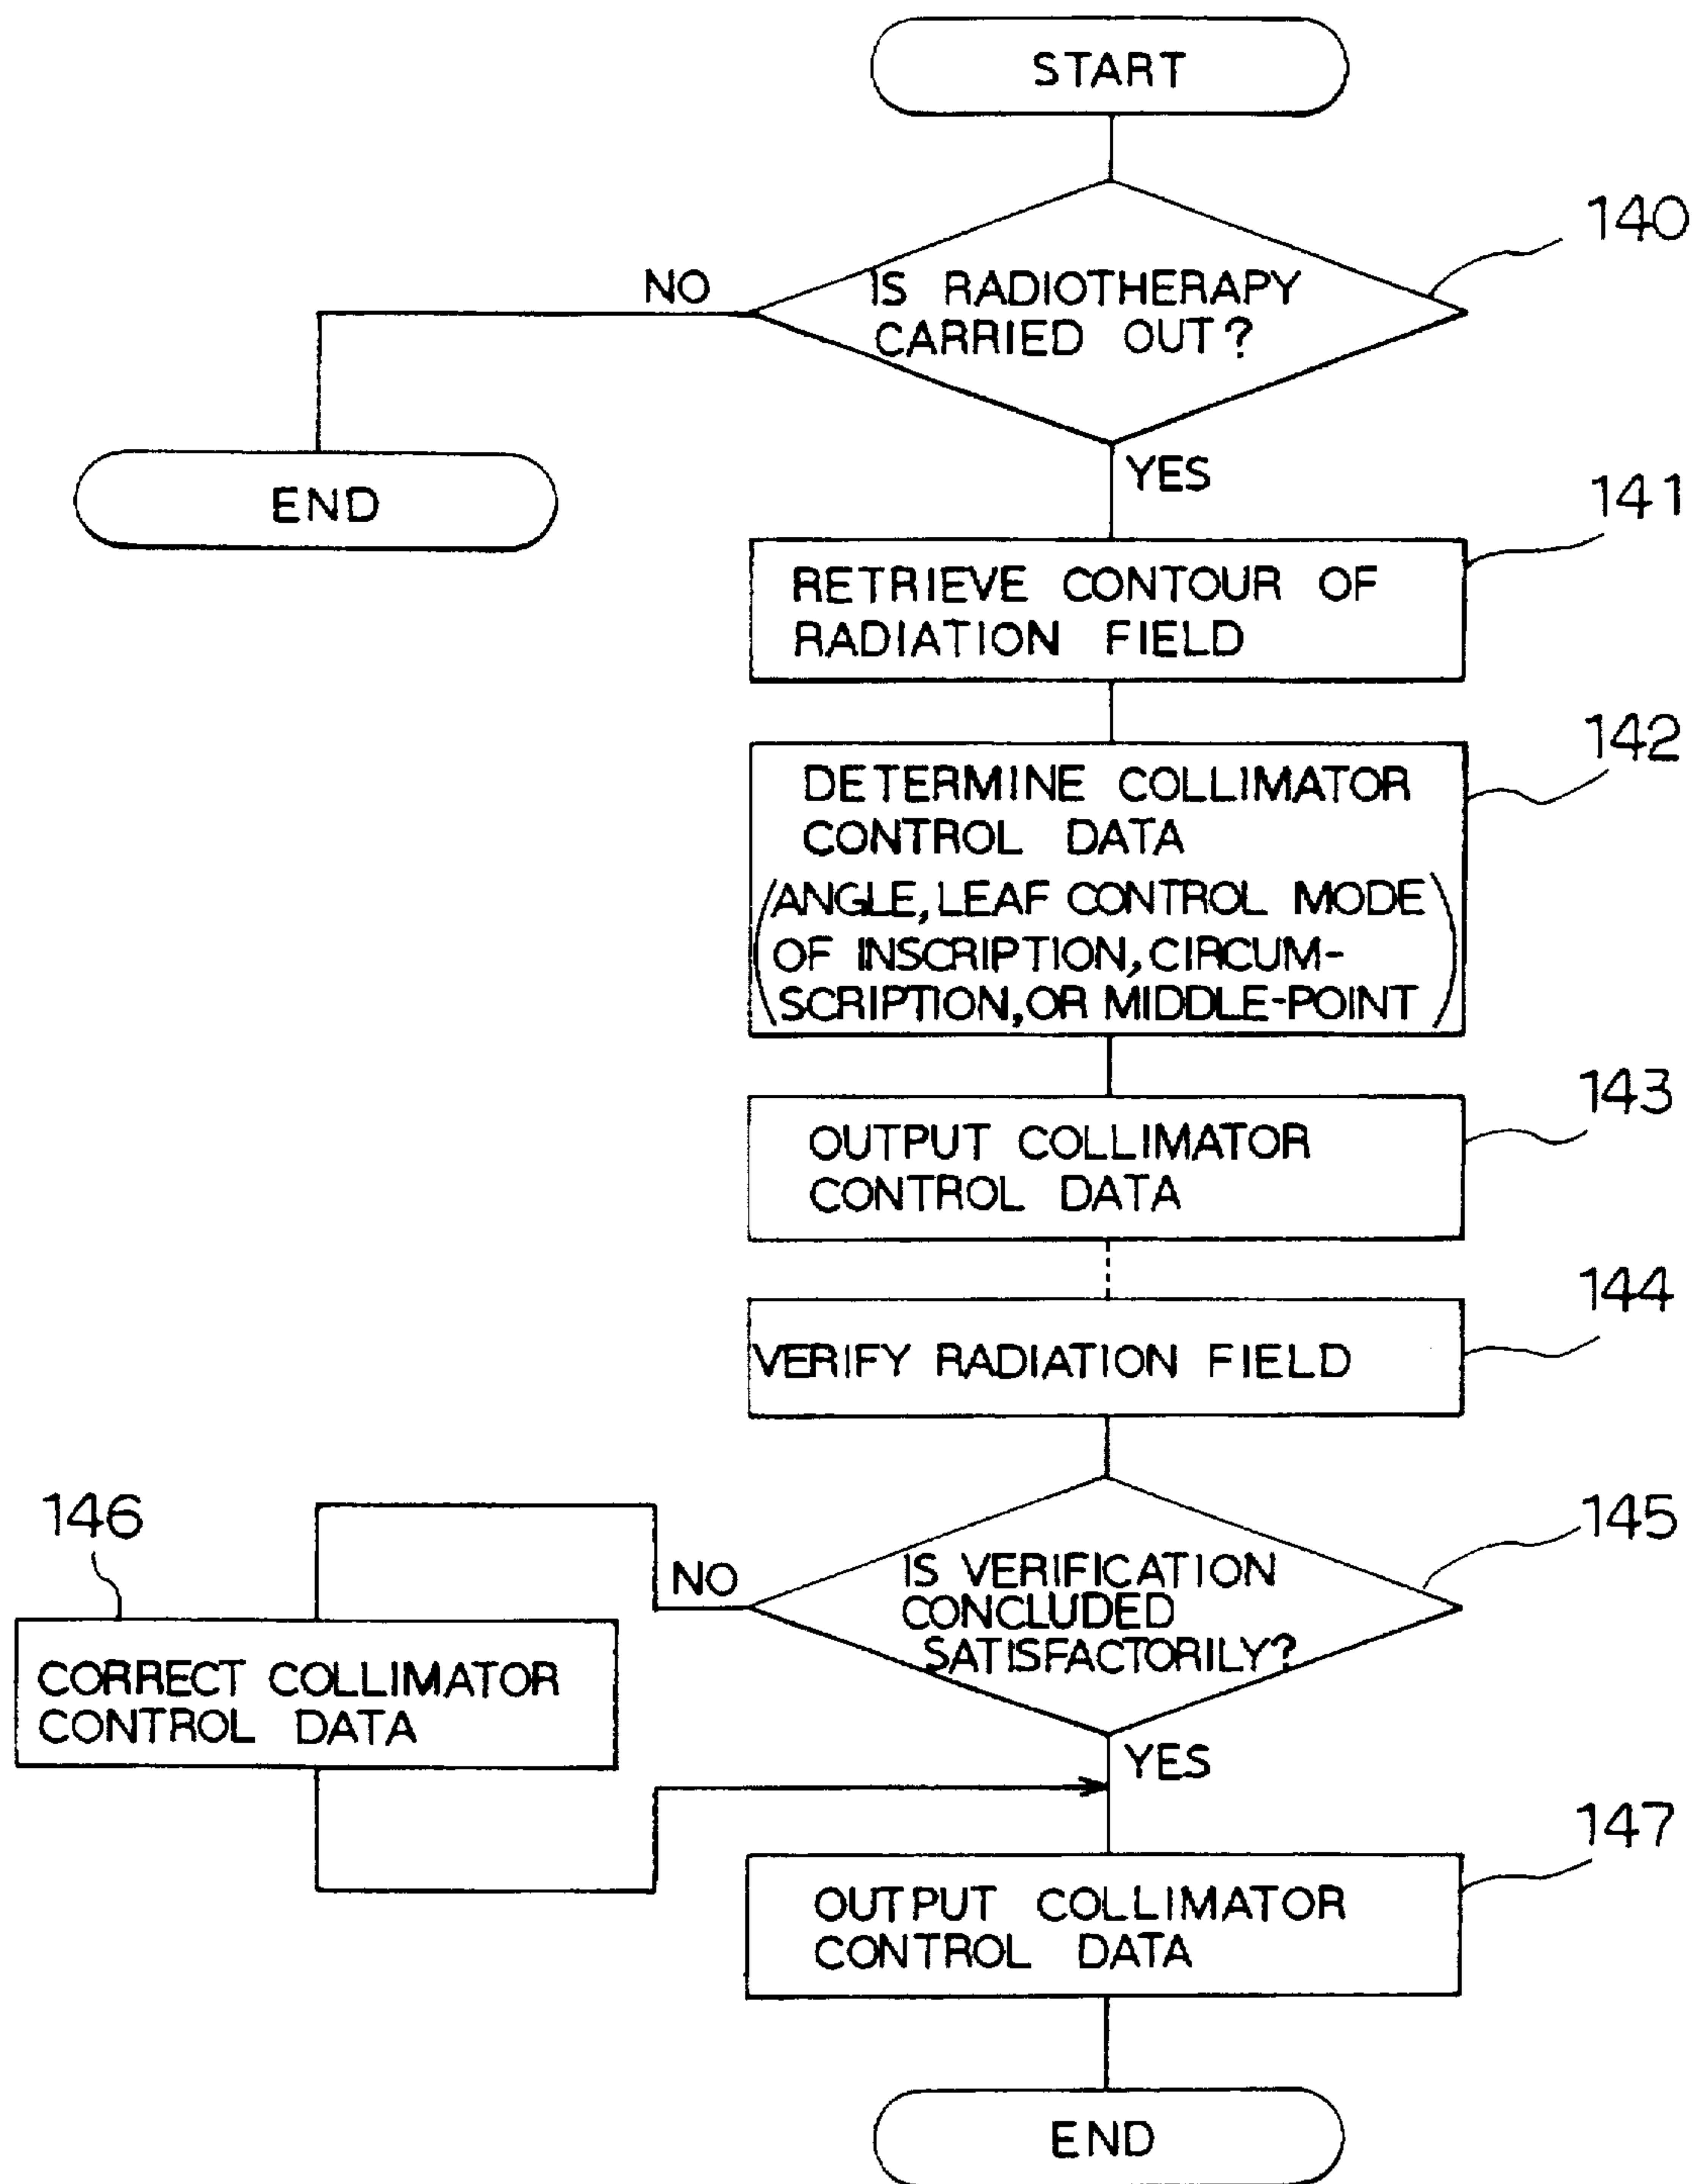 START
140
NO
IS RADIOTHERAPY
CARRIED OUT?
END
YES
141
RETRIEVE CONTOUR OF
RADIATION FIELD
142
DETERMINE COLLIMATOR
CONTROL DATA
(ANGLE, LEAF CONTROL MODE
OF INSCRIPTION, CIRCUM-
SCRIPTION, OR MIDDLE-POINT)
143
OUTPUT COLLIMATOR
CONTROL DATA
144
VERIFY RADIATION FIELD
145
146
NO
IS VERIFICATION
CONCLUDED
SATISFACTORILY?
CORRECT COLLIMATOR
CONTROL DATA
YES
147
OUTPUT COLLIMATOR
CONTROL DATA
END